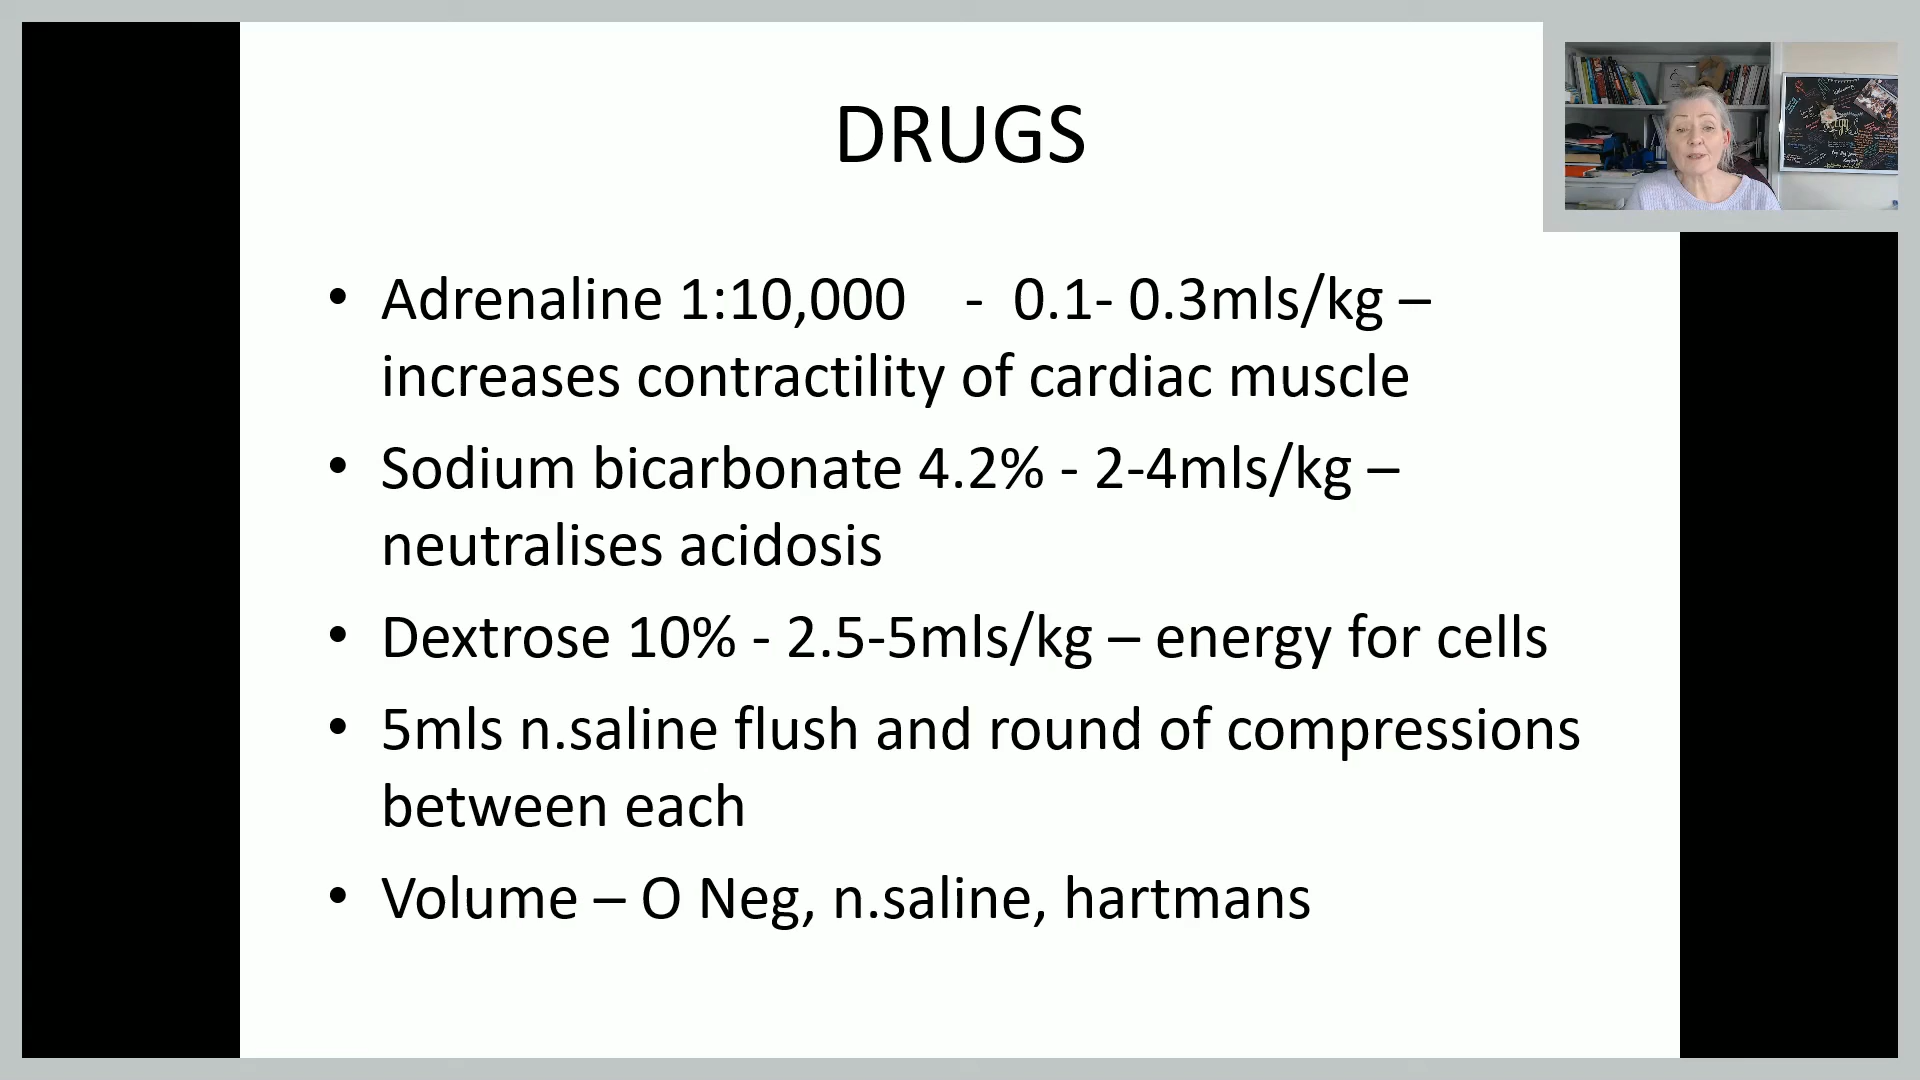 DRUGS
• Adrenaline 1:10,000 - 0.1- 0.3mls/kg –
increases contractility of cardiac muscle
• Sodium bicarbonate 4.2% - 2-4mls/kg –
neutralises acidosis
• Dextrose 10% - 2.5-5mls/kg – energy for cells
• 5mls n.saline flush and round of compressions
between each
• Volume – O Neg, n.saline, hartmans